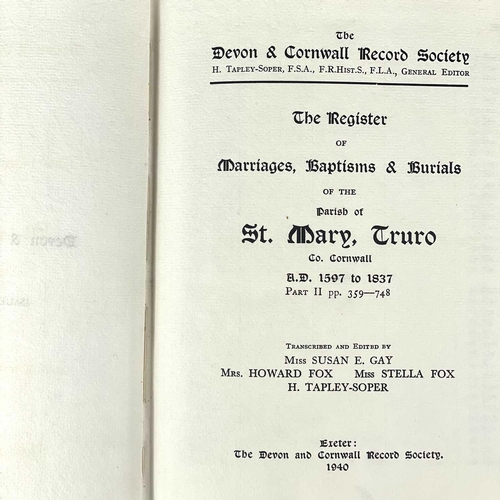 The
Devon & Cornwall Record Society
H. Tapley-Soper, F.S.A., F.R.Hist.S., F.L.A., General Editor
The Register
OF
Marriages, Baptisms & Burials
OF THE
Parish of
St. Mary, Truro
Co. Cornwall
A.D. 1597 to 1837
Part II pp. 359—748
Transcribed and Edited by
Miss SUSAN E. GAY
Mrs. HOWARD FOX Miss STELLA FOX
H. TAPLEY-SOPER
Exeter:
The Devon and Cornwall Record Society.
1940